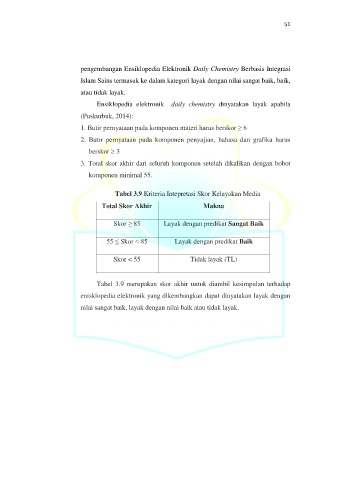 51
pengembangan Ensiklopedia Elektronik Daily Chemistry Berbasis Integrasi
Islam Sains termasuk ke dalam kategori layak dengan nilai sangat baik, baik,
atau tidak layak.
Ensiklopedia elektronik daily chemistry dinyatakan layak apabila
(Puskurbuk, 2014):
1. Butir pernyataan pada komponen materi harus berskor ≥ 6
2. Butir pernyataan pada komponen penyajian, bahasa dan grafika harus
berskor ≥ 3
3. Total skor akhir dari seluruh komponen setelah dikalikan dengan bobot
komponen minimal 55.
Tabel 3.9 Kriteria Intepretasi Skor Kelayakan Media
Total Skor Akhir Makna
Skor ≥ 85 Layak dengan predikat Sangat Baik
55 ≤ Skor < 85 Layak dengan predikat Baik
Skor < 55 Tidak layak (TL)
Tabel 3.9 merupakan skor akhir untuk diambil kesimpulan terhadap
ensiklopedia elektronik yang dikembangkan dapat dinyatakan layak dengan
nilai sangat baik, layak dengan nilai baik atau tidak layak.